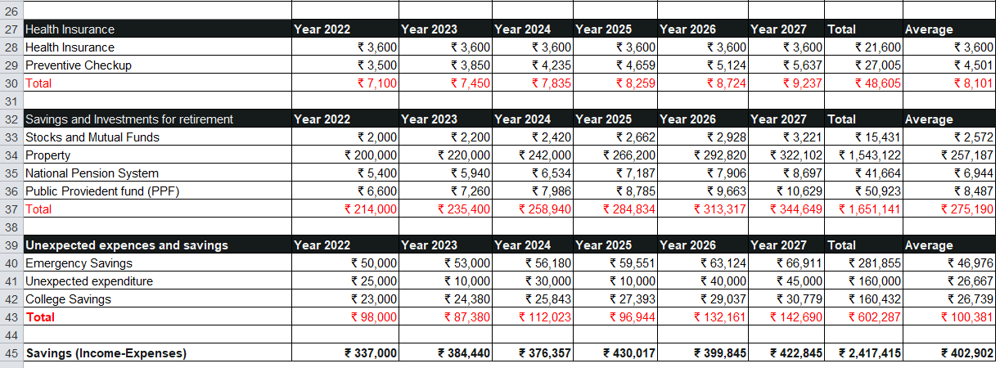 26
27 Health Insurance Year 2022 Year 2023 Year 2024 Year 2025 Year 2026 Year 2027 Total Average
28 Health Insurance ₹ 3,600 ₹ 3,600 ₹ 3,600 ₹ 3,600 ₹ 3,600 ₹ 3,600 ₹ 21,600 ₹ 3,600
29 Preventive Checkup ₹ 3,500 ₹ 3,850 ₹ 4,235 ₹ 4,659 ₹ 5,124 ₹ 5,637 ₹ 27,005 ₹ 4,501
30 Total ₹ 7,100 ₹ 7,450 ₹ 7,835 ₹ 8,259 ₹ 8,724 ₹ 9,237 ₹ 48,605 ₹ 8,101
31
32 Savings and Investments for retirement Year 2022 Year 2023 Year 2024 Year 2025 Year 2026 Year 2027 Total Average
33 Stocks and Mutual Funds ₹ 2,000 ₹ 2,200 ₹ 2,420 ₹ 2,662 ₹ 2,928 ₹ 3,221 ₹ 15,431 ₹ 2,572
34 Property ₹ 200,000 ₹ 220,000 ₹ 242,000 ₹ 266,200 ₹ 292,820 ₹ 322,102 ₹ 1,543,122 ₹ 257,187
35 National Pension System ₹ 5,400 ₹ 5,940 ₹ 6,534 ₹ 7,187 ₹ 7,906 ₹ 8,697 ₹ 41,664 ₹ 6,944
36 Public Proviedent fund (PPF) ₹ 6,600 ₹ 7,260 ₹ 7,986 ₹ 8,785 ₹ 9,663 ₹ 10,629 ₹ 50,923 ₹ 8,487
37 Total ₹ 214,000 ₹ 235,400 ₹ 258,940 ₹ 284,834 ₹ 313,317 ₹ 344,649 ₹ 1,651,141 ₹ 275,190
38
39 Unexpected expences and savings Year 2022 Year 2023 Year 2024 Year 2025 Year 2026 Year 2027 Total Average
40 Emergency Savings ₹ 50,000 ₹ 53,000 ₹ 56,180 ₹ 59,551 ₹ 63,124 ₹ 66,911 ₹ 281,855 ₹ 46,976
41 Unexpected expenditure ₹ 25,000 ₹ 10,000 ₹ 30,000 ₹ 10,000 ₹ 40,000 ₹ 45,000 ₹ 160,000 ₹ 26,667
42 College Savings ₹ 23,000 ₹ 24,380 ₹ 25,843 ₹ 27,393 ₹ 29,037 ₹ 30,779 ₹ 160,432 ₹ 26,739
43 Total ₹ 98,000 ₹ 87,380 ₹ 112,023 ₹ 96,944 ₹ 132,161 ₹ 142,690 ₹ 602,287 ₹ 100,381
44
45 Savings (Income-Expenses) ₹ 337,000 ₹ 384,440 ₹ 376,357 ₹ 430,017 ₹ 399,845 ₹ 422,845 ₹ 2,417,415 ₹ 402,902